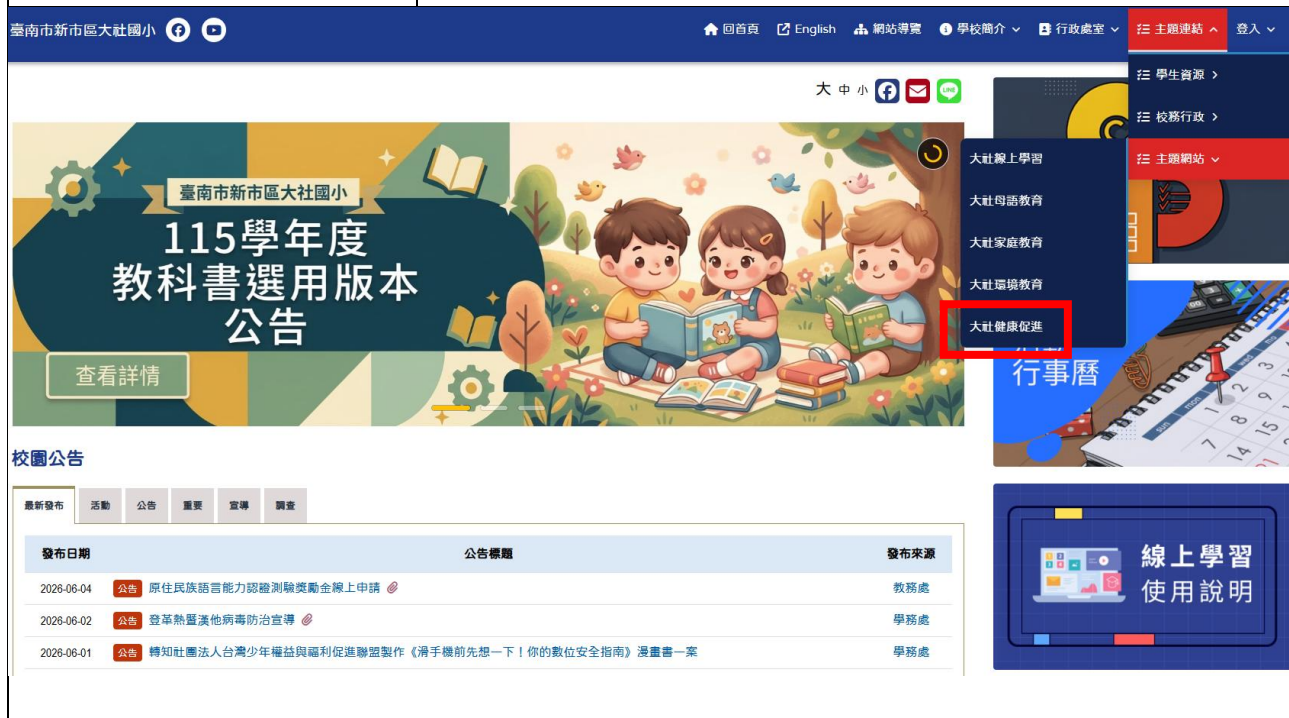 臺南市新市區大社國小
回首頁 English 網站導覽 學校簡介 行政處室 主題連結 登入
學生資源
校務行政
主題網站
大 中 小
LINE
大社線上學習
大社母語教育
大社家庭教育
大社環境教育
大社健康促進
臺南市新市區大社國小
115學年度
教科書選用版本
公告
查看詳情
行事曆
校園公告
最新發布 活動 公告 重要 宣導 調查
發布日期 公告標題 發布來源
2026-06-04 公告 原住民族語言能力認證測驗獎勵金線上申請 教務處
2026-06-02 公告 登革熱暨漢他病毒防治宣導 學務處
2026-06-01 公告 轉知社團法人台灣少年權益與福利促進聯盟製作《滑手機前先想一下！你的數位安全指南》漫畫書一案 學務處
線上學習
使用說明